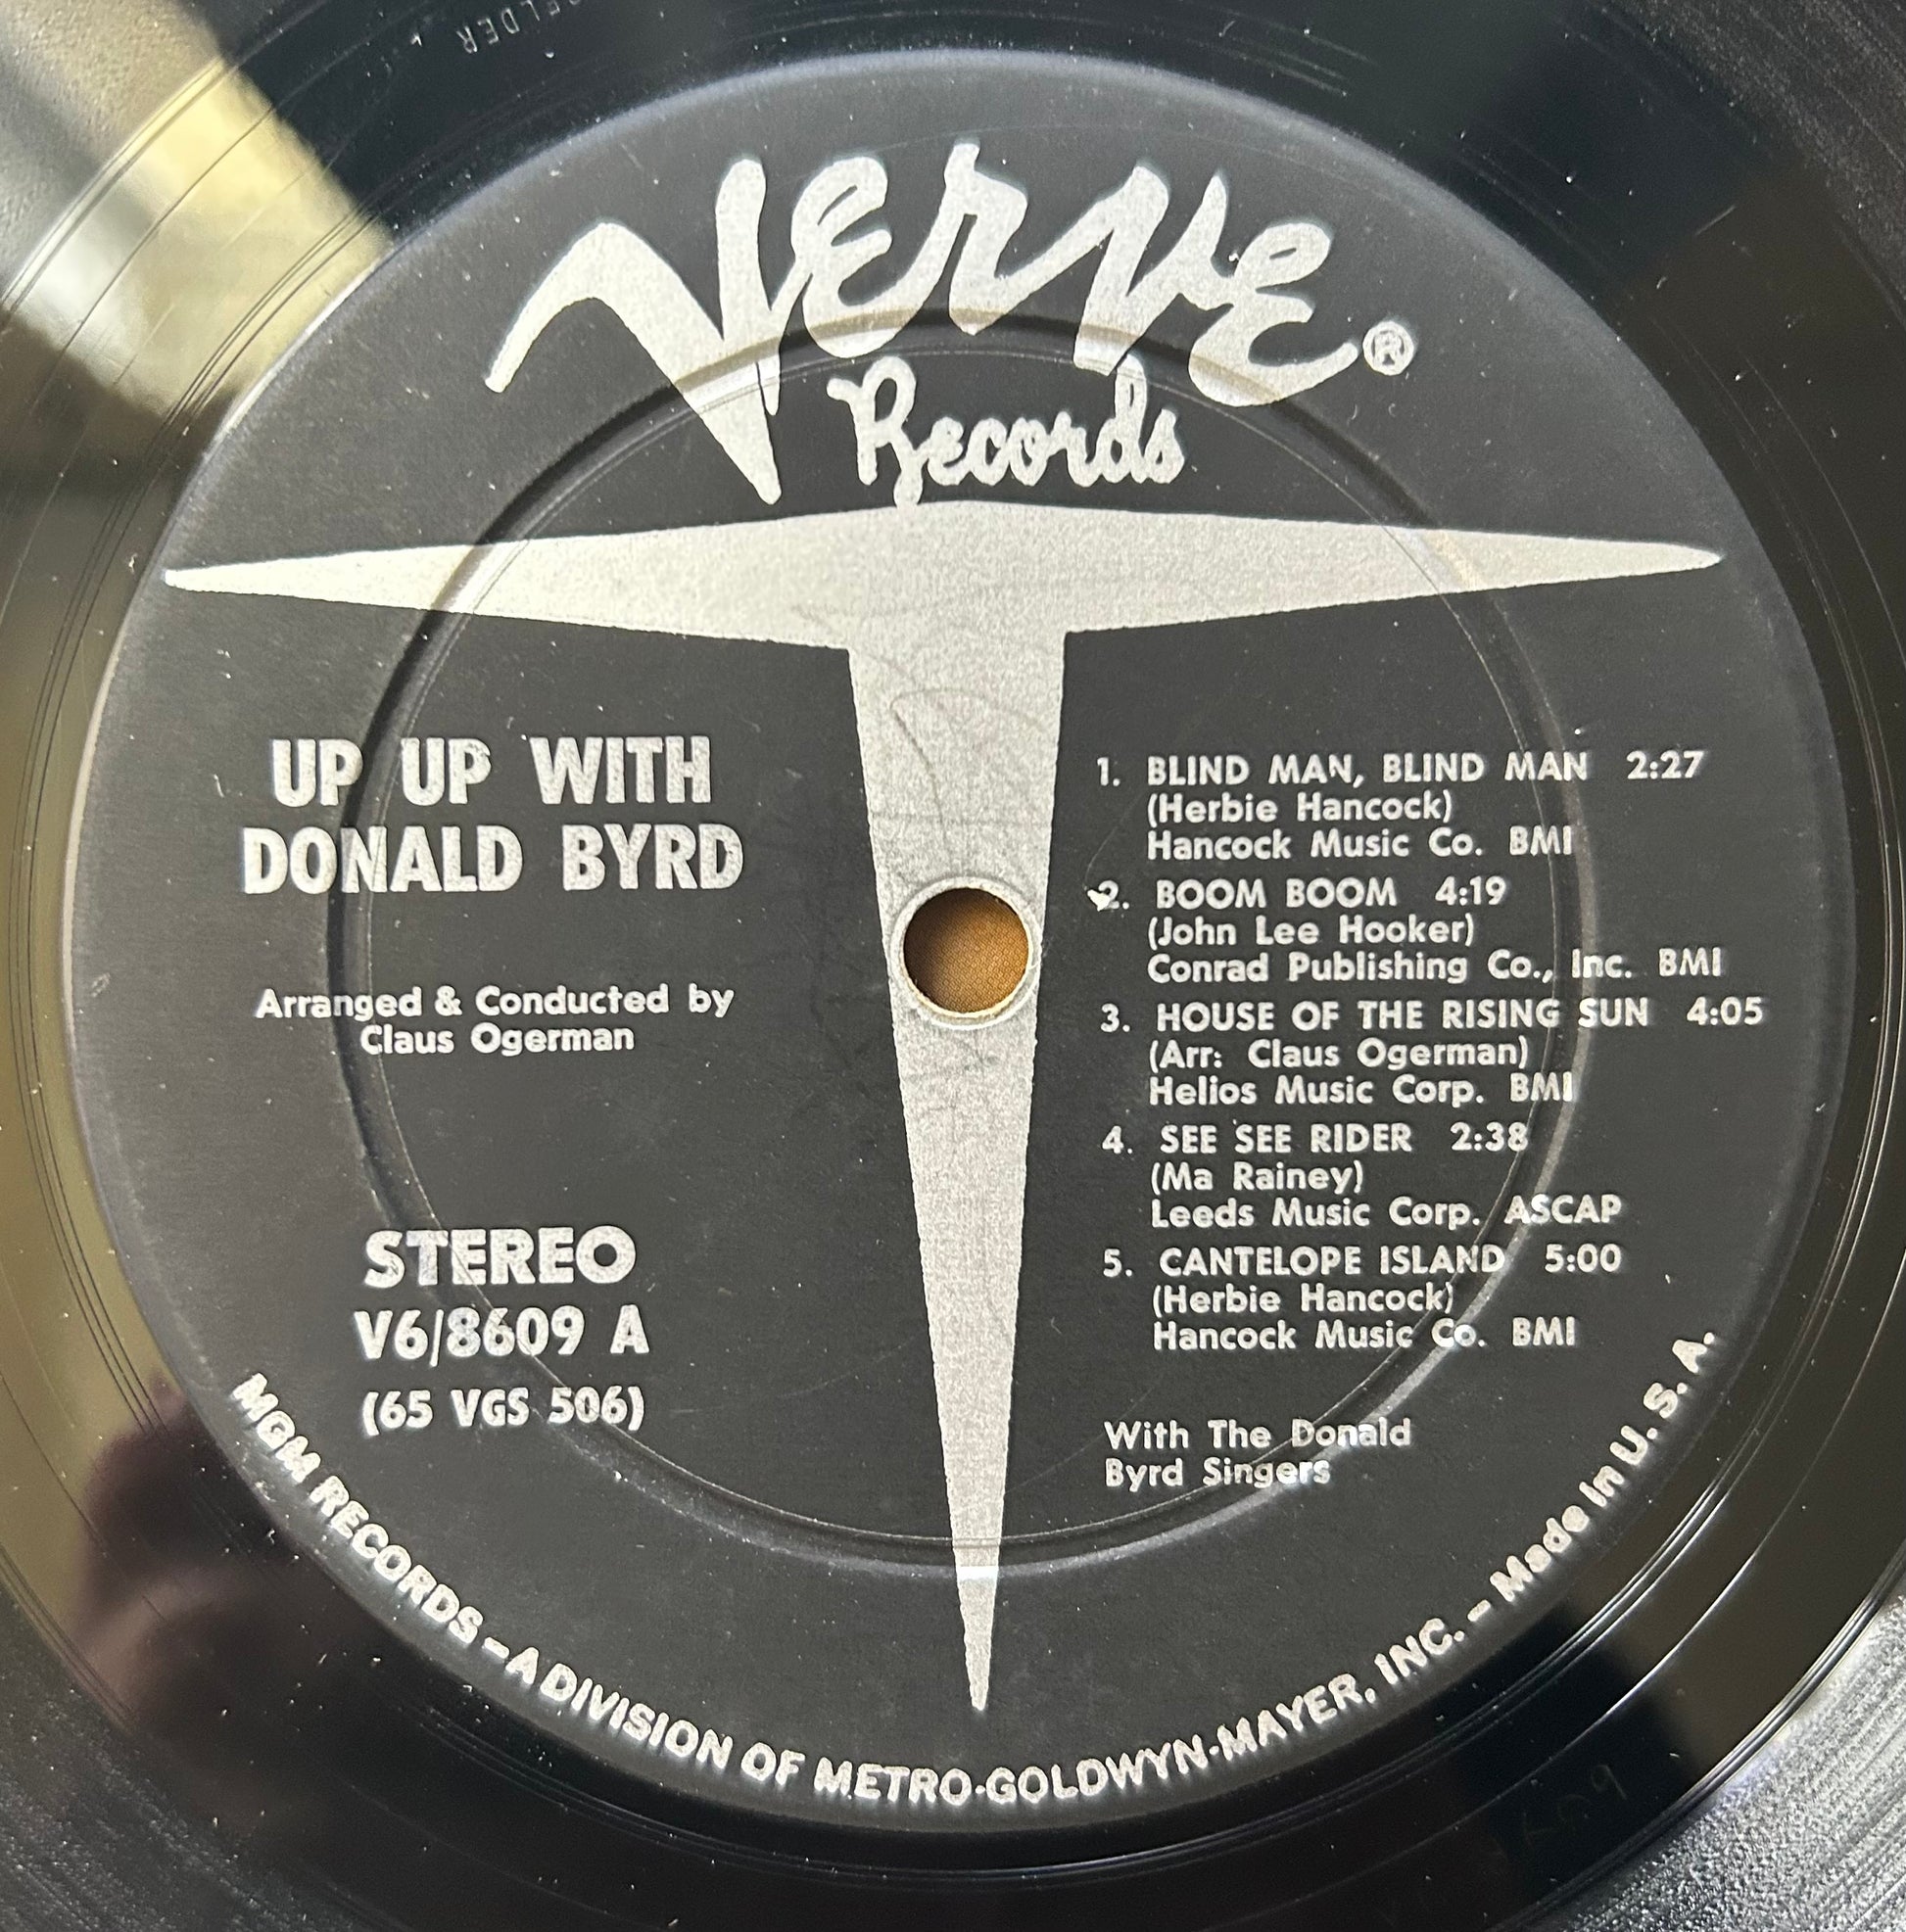 Verve®
Records
UP UP WITH
DONALD BYRD
Arranged & Conducted by
Claus Ogerman
STEREO
V6/8609 A
(65 VGS 506)
1. BLIND MAN, BLIND MAN 2:27
(Herbie Hancock)
Hancock Music Co. BMI
2. BOOM BOOM 4:19
(John Lee Hooker)
Conrad Publishing Co., Inc. BMI
3. HOUSE OF THE RISING SUN 4:05
(Arr: Claus Ogerman)
Helios Music Corp. BMI
4. SEE SEE RIDER 2:38
(Ma Rainey)
Leeds Music Corp. ASCAP
5. CANTELOPE ISLAND 5:00
(Herbie Hancock)
Hancock Music Co. BMI
With The Donald
Byrd Singers
MGM RECORDS - A DIVISION OF METRO-GOLDWYN-MAYER, INC. - Made In U. S. A.